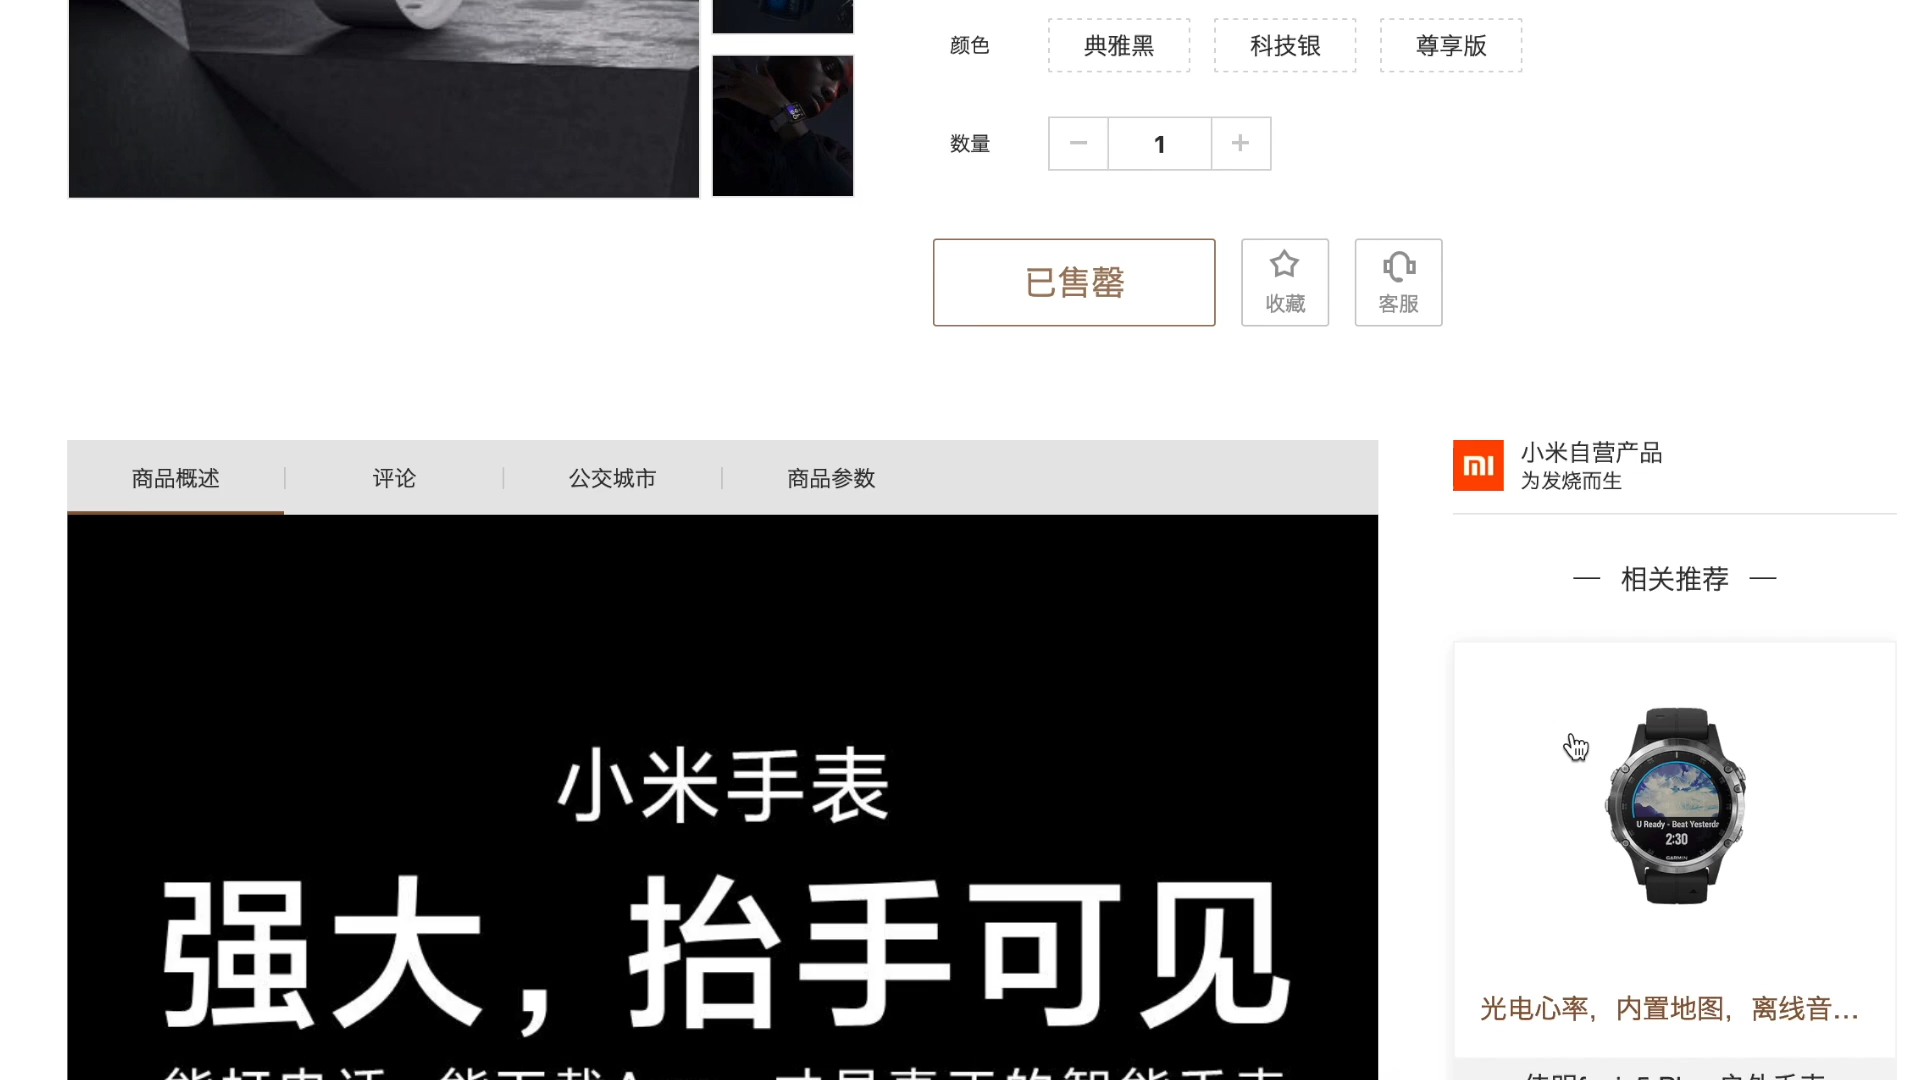 颜色
典雅黑
科技银
尊享版
数量
1
已售罄
收藏
客服
商品概述
评论
公交城市
商品参数
小米自营产品
为发烧而生
相关推荐
小米手表
强大，抬手可见
U Ready - Beat Yesterdr
2:30
GARMIN
光电心率，内置地图，离线音...